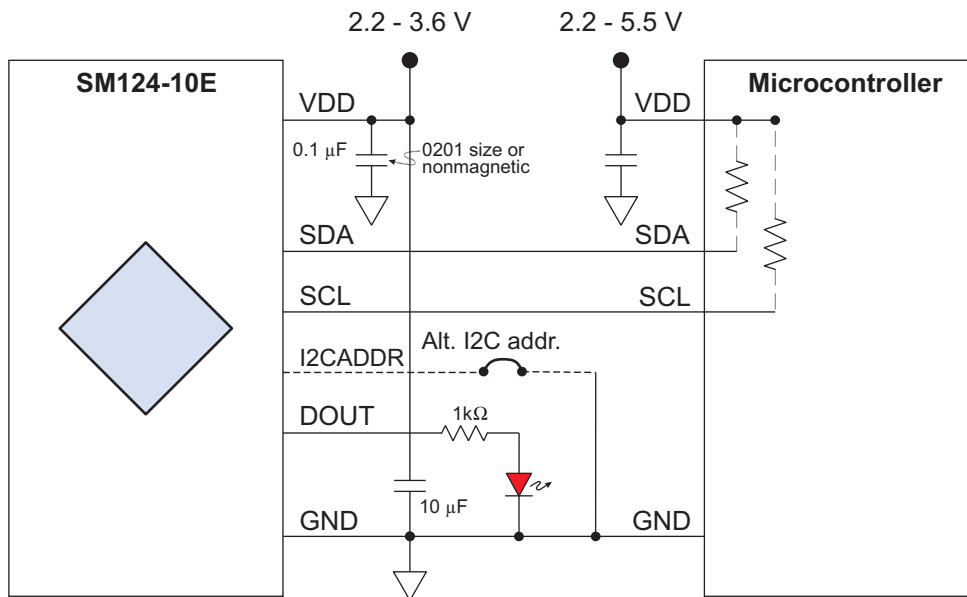 2.2 - 3.6 V
2.2 - 5.5 V
SM124-10E
Microcontroller
VDD
VDD
0.1 μF
0201 size or
nonmagnetic
SDA
SDA
SCL
SCL
I2CADDR
Alt. I2C addr.
DOUT
1kΩ
10 μF
GND
GND